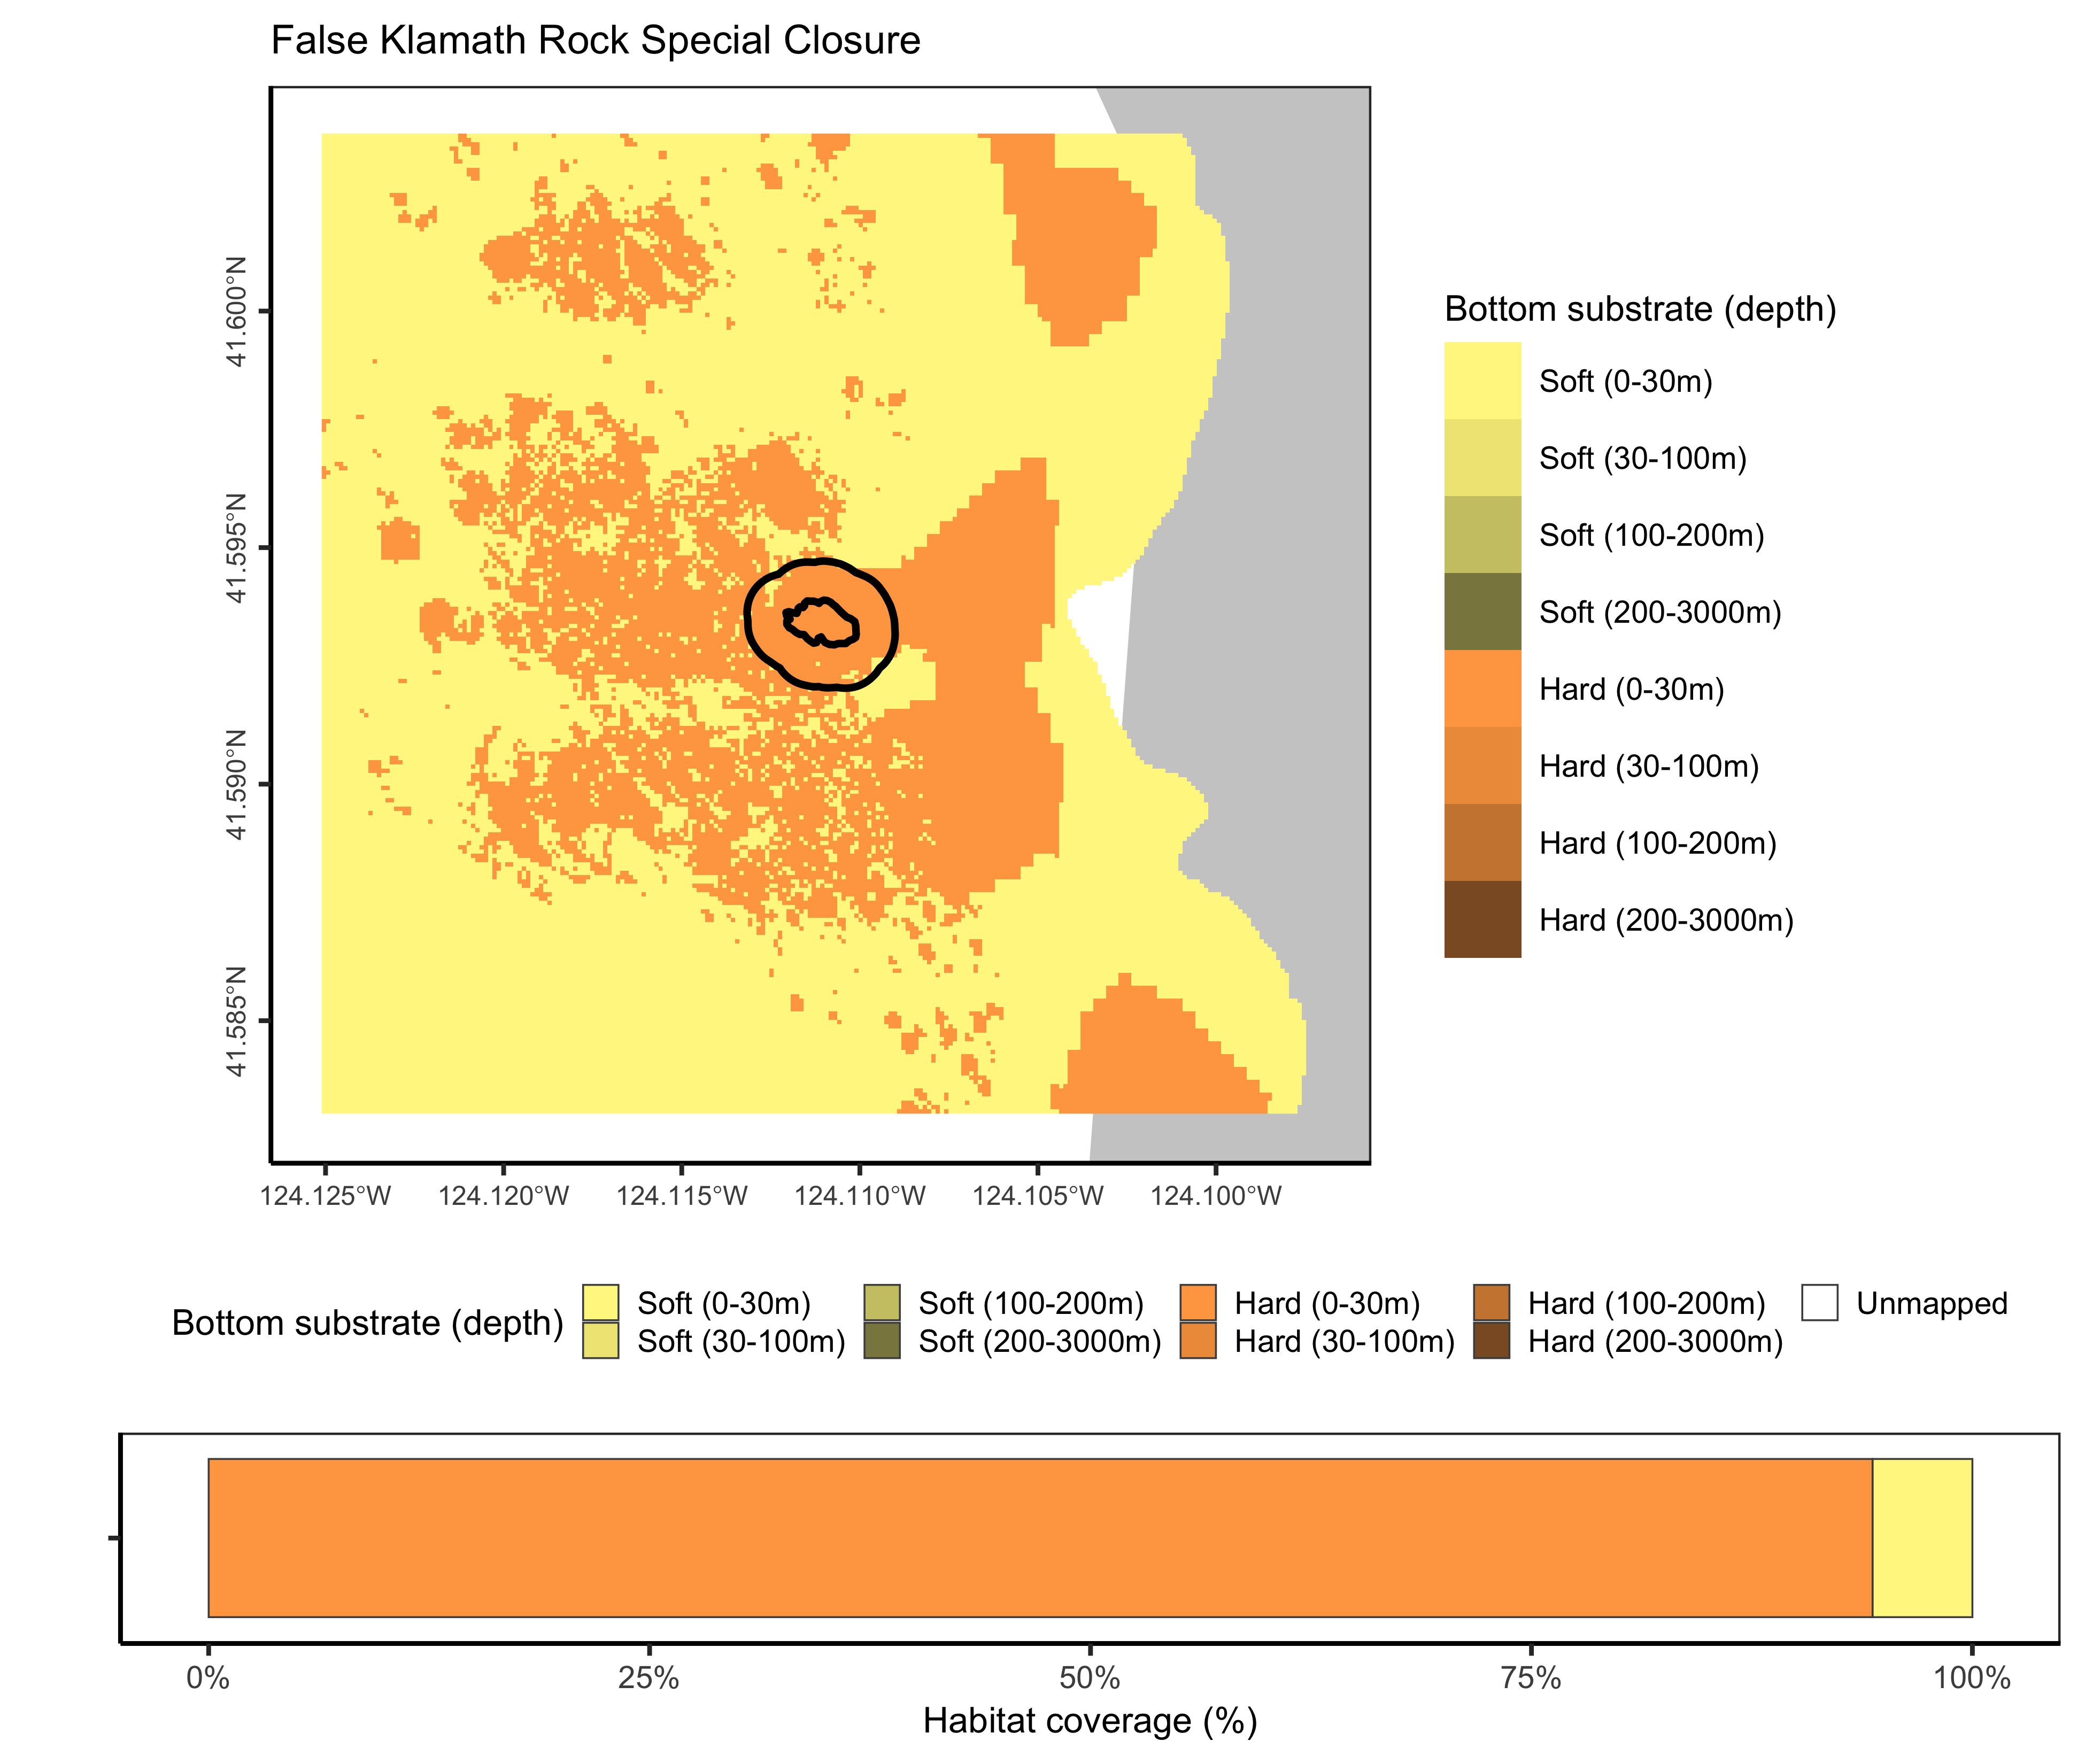 False Klamath Rock Special Closure
41.600°N
41.595°N
41.590°N
41.585°N
124.125°W 124.120°W 124.115°W 124.110°W 124.105°W 124.100°W
Bottom substrate (depth)
Soft (0-30m)
Soft (30-100m)
Soft (100-200m)
Soft (200-3000m)
Hard (0-30m)
Hard (30-100m)
Hard (100-200m)
Hard (200-3000m)
Bottom substrate (depth)
Soft (0-30m) Soft (100-200m) Hard (0-30m) Hard (100-200m) Unmapped
Soft (30-100m) Soft (200-3000m) Hard (30-100m) Hard (200-3000m)
0% 25% 50% 75% 100%
Habitat coverage (%)